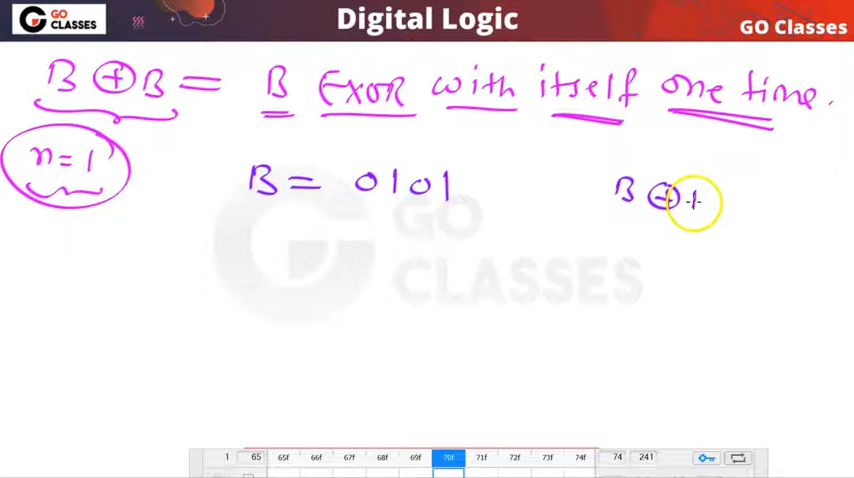 GO CLASSES
Digital Logic
GO Classes
B ⊕ B = B EXOR with itself one time.
n = 1
B = 0101
B ⊕
GO CLASSES
1 65 65f 66f 67f 68f 69f 70f 71f 72f 73f 74f 74 241